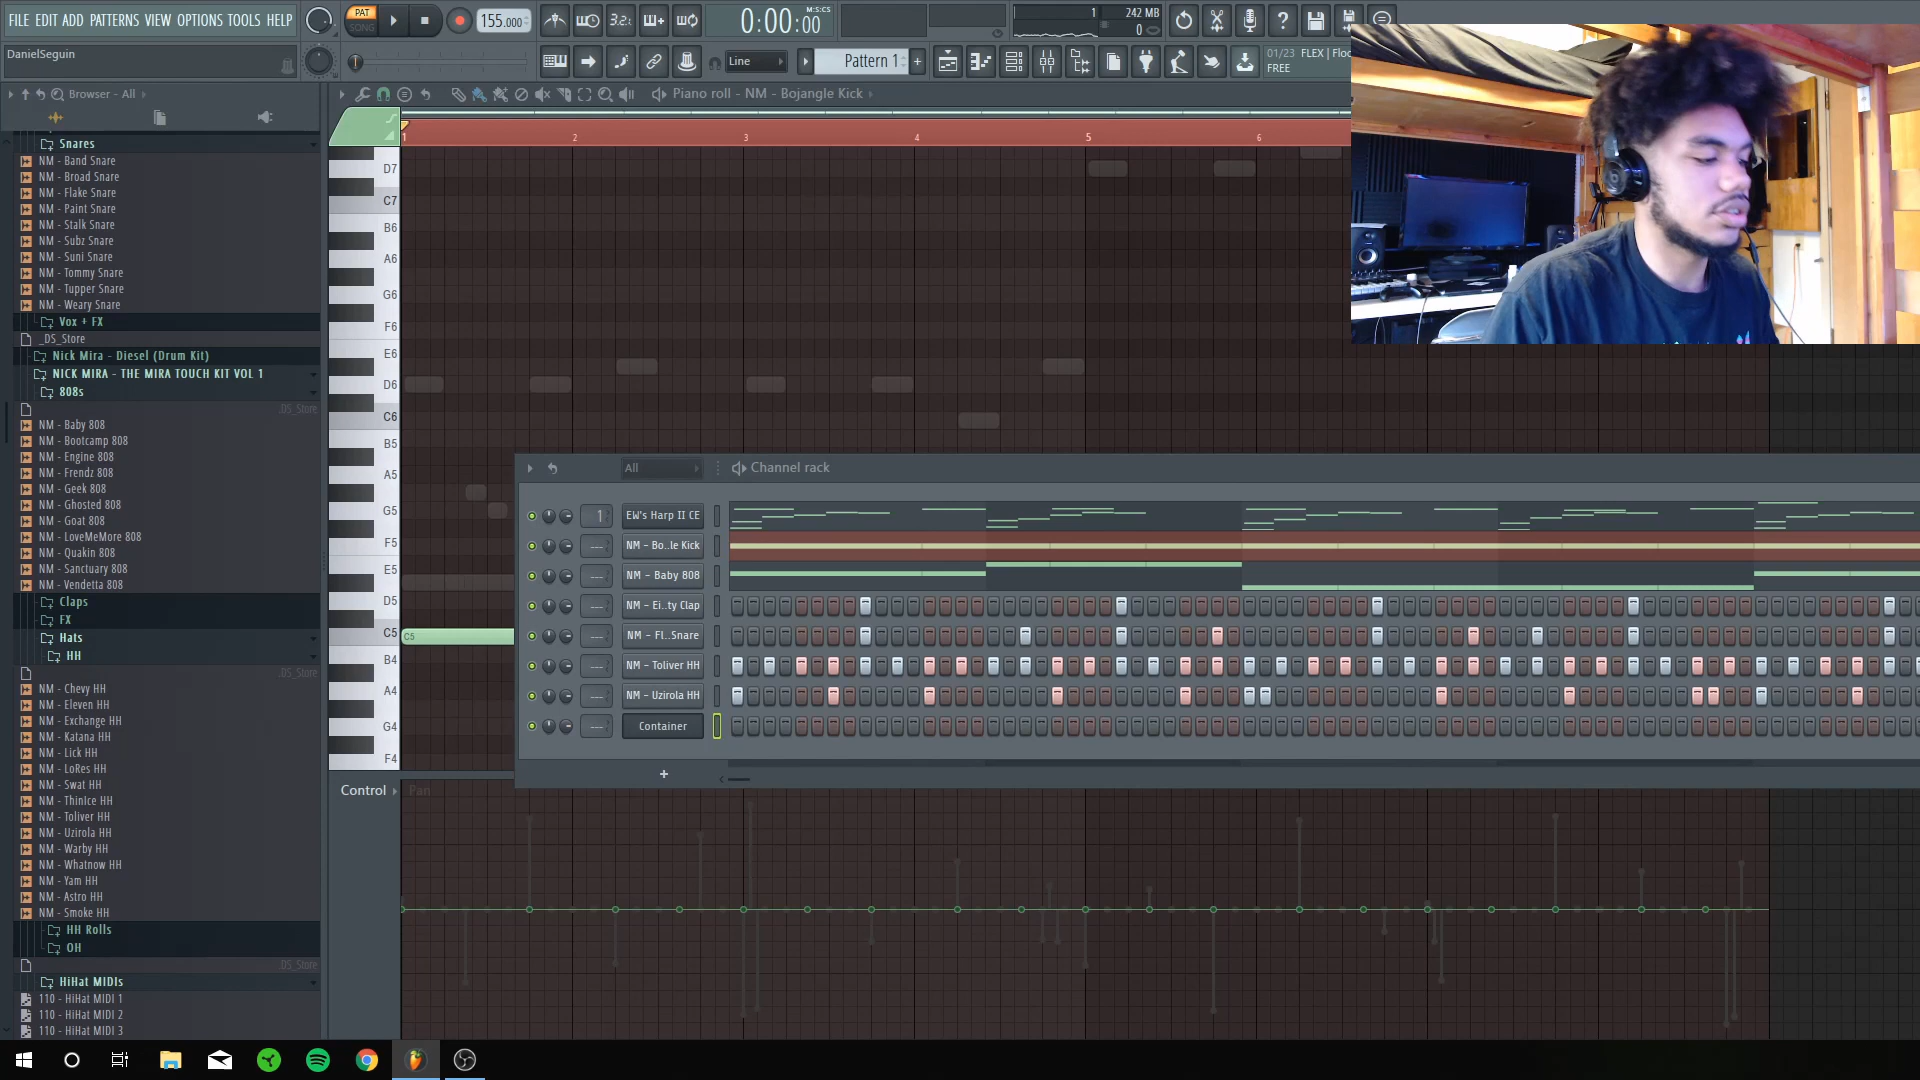 FILE EDIT ADD PATTERNS VIEW OPTIONS TOOLS HELP
PAT
SONG
155.000
3.2.
0:00:00
M:S:CS
1
242 MB
0
DanielSeguin
Line
Pattern 1
+
01/23 FLEX |
FREE
Browser - All
Piano roll - NM - Bojangle Kick
Snares
NM - Band Snare
NM - Broad Snare
NM - Flake Snare
NM - Paint Snare
NM - Stalk Snare
NM - Subz Snare
NM - Suni Snare
NM - Tommy Snare
NM - Tupper Snare
NM - Weary Snare
Vox + FX
_DS_Store
Nick Mira - Diesel (Drum Kit)
NICK MIRA - THE MIRA TOUCH KIT VOL 1
808s
.DS_Store
NM - Baby 808
NM - Bootcamp 808
NM - Engine 808
NM - Frendz 808
NM - Geek 808
NM - Ghosted 808
NM - Goat 808
NM - LoveMeMore 808
NM - Quakin 808
NM - Sanctuary 808
NM - Vendetta 808
Claps
FX
Hats
HH
.DS_Store
NM - Chevy HH
NM - Eleven HH
NM - Exchange HH
NM - Katana HH
NM - Lick HH
NM - LoRes HH
NM - Swat HH
NM - ThinIce HH
NM - Toliver HH
NM - Uzirola HH
NM - Warby HH
NM - Whatnow HH
NM - Yam HH
NM - Astro HH
NM - Smoke HH
HH Rolls
OH
.DS_Store
HiHat MIDIs
110 - HiHat MIDI 1
110 - HiHat MIDI 2
110 - HiHat MIDI 3
1 2 3 4 5 6
D7
C7
B6
A6
G6
F6
E6
D6
C6
B5
A5
G5
F5
E5
D5
C5
B4
A4
G4
F4
C5
All
Channel rack
1 EW's Harp II CE
NM - Bo..le Kick
NM - Baby 808
NM - Ei..ty Clap
NM - Fl..Snare
NM - Toliver HH
NM - Uzirola HH
Container
+
Control
Pan